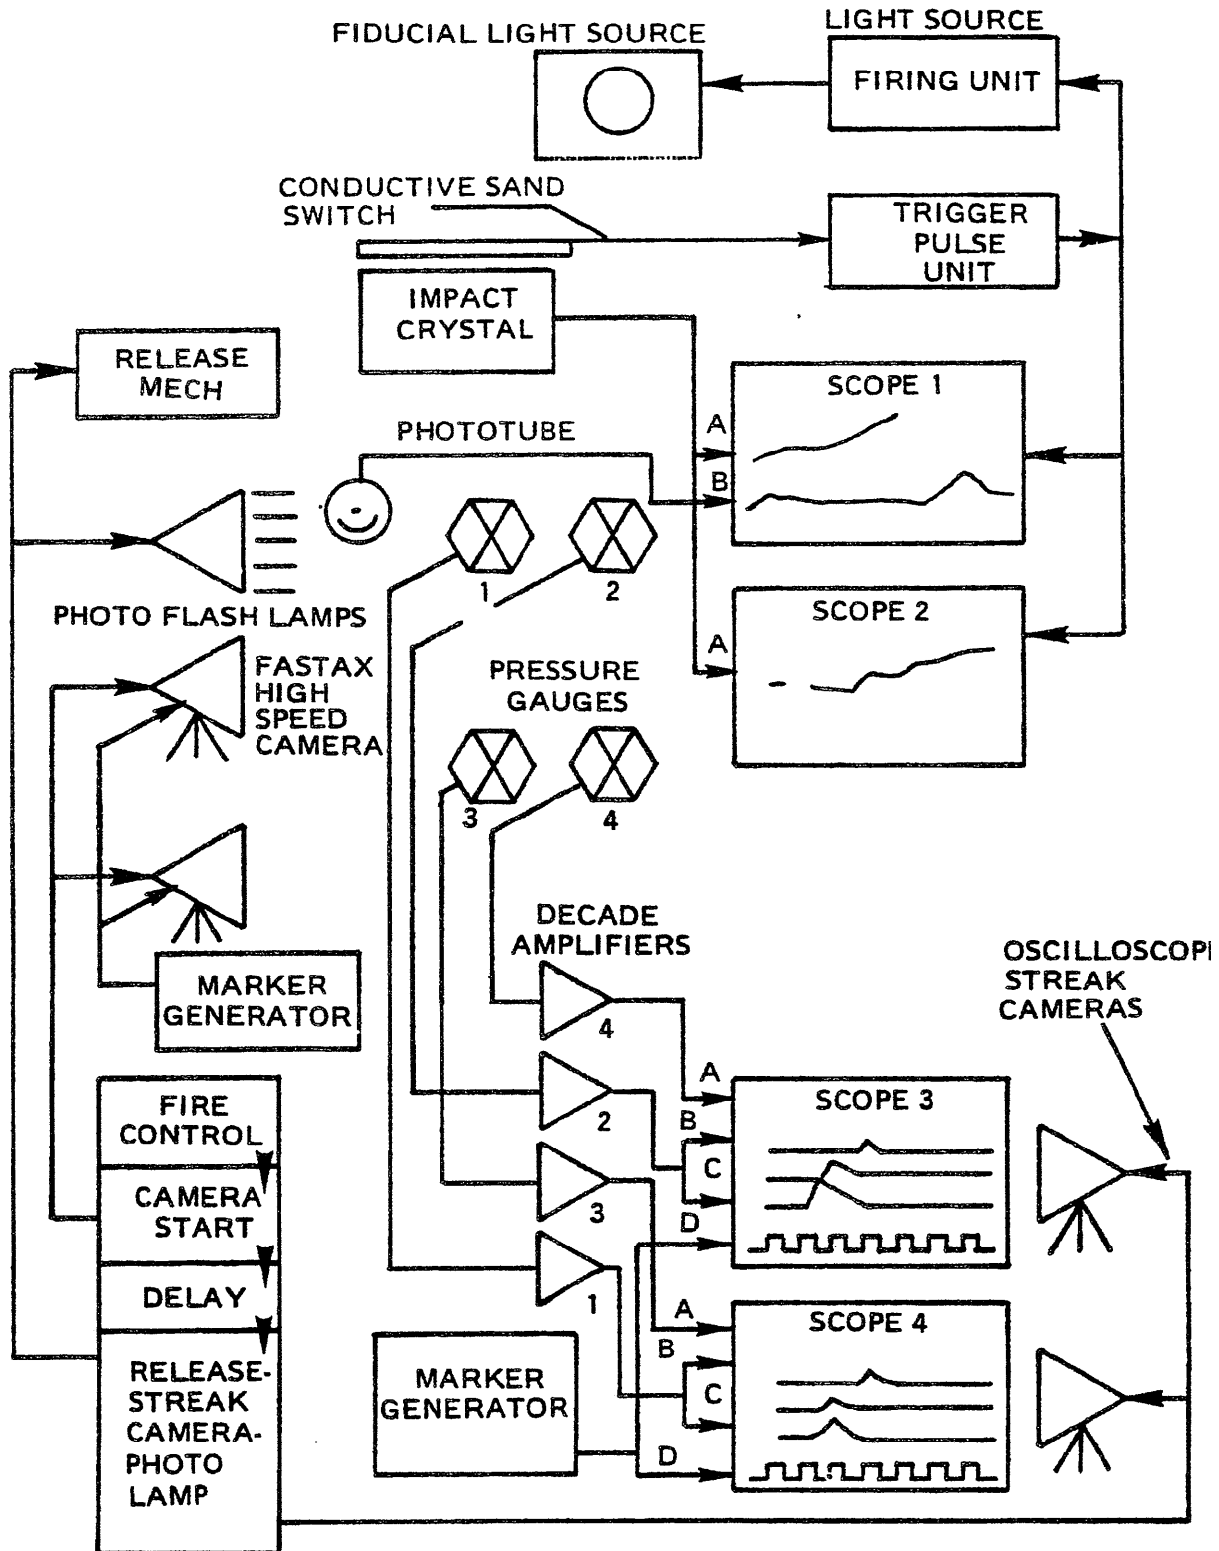 LIGHT SOURCE
FIDUCIAL LIGHT SOURCE
FIRING UNIT
CONDUCTIVE SAND
SWITCH
TRIGGER
PULSE
UNIT
IMPACT
CRYSTAL
RELEASE
MECH
SCOPE 1
A
B
PHOTOTUBE
1
2
PHOTO FLASH LAMPS
SCOPE 2
A
FASTAX
HIGH
SPEED
CAMERA
PRESSURE
GAUGES
3
4
DECADE
AMPLIFIERS
OSCILLOSCOP
STREAK
CAMERAS
MARKER
GENERATOR
4
2
3
1
A
B
C
D
SCOPE 3
FIRE
CONTROL
CAMERA
START
DELAY
RELEASE-
STREAK
CAMERA-
PHOTO
LAMP
MARKER
GENERATOR
A
B
C
D
SCOPE 4